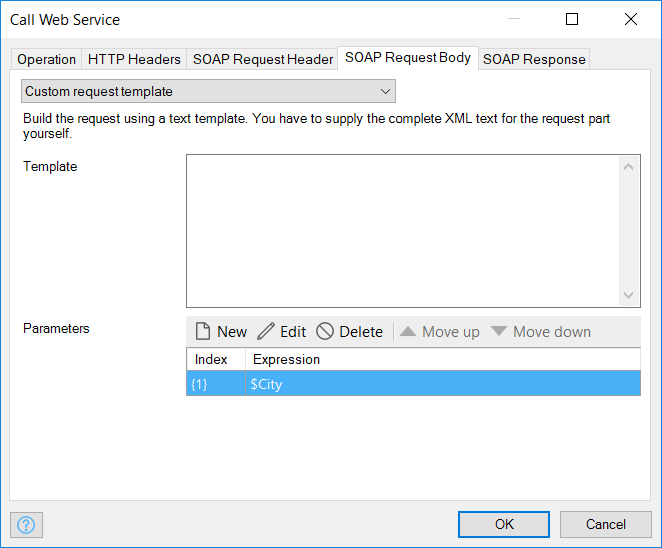 Call Web Service
Operation HTTP Headers SOAP Request Header SOAP Request Body SOAP Response
Custom request template
Build the request using a text template. You have to supply the complete XML text for the request part
yourself.
Template
Parameters New Edit Delete Move up Move down
Index Expression
{1} $City
? OK Cancel